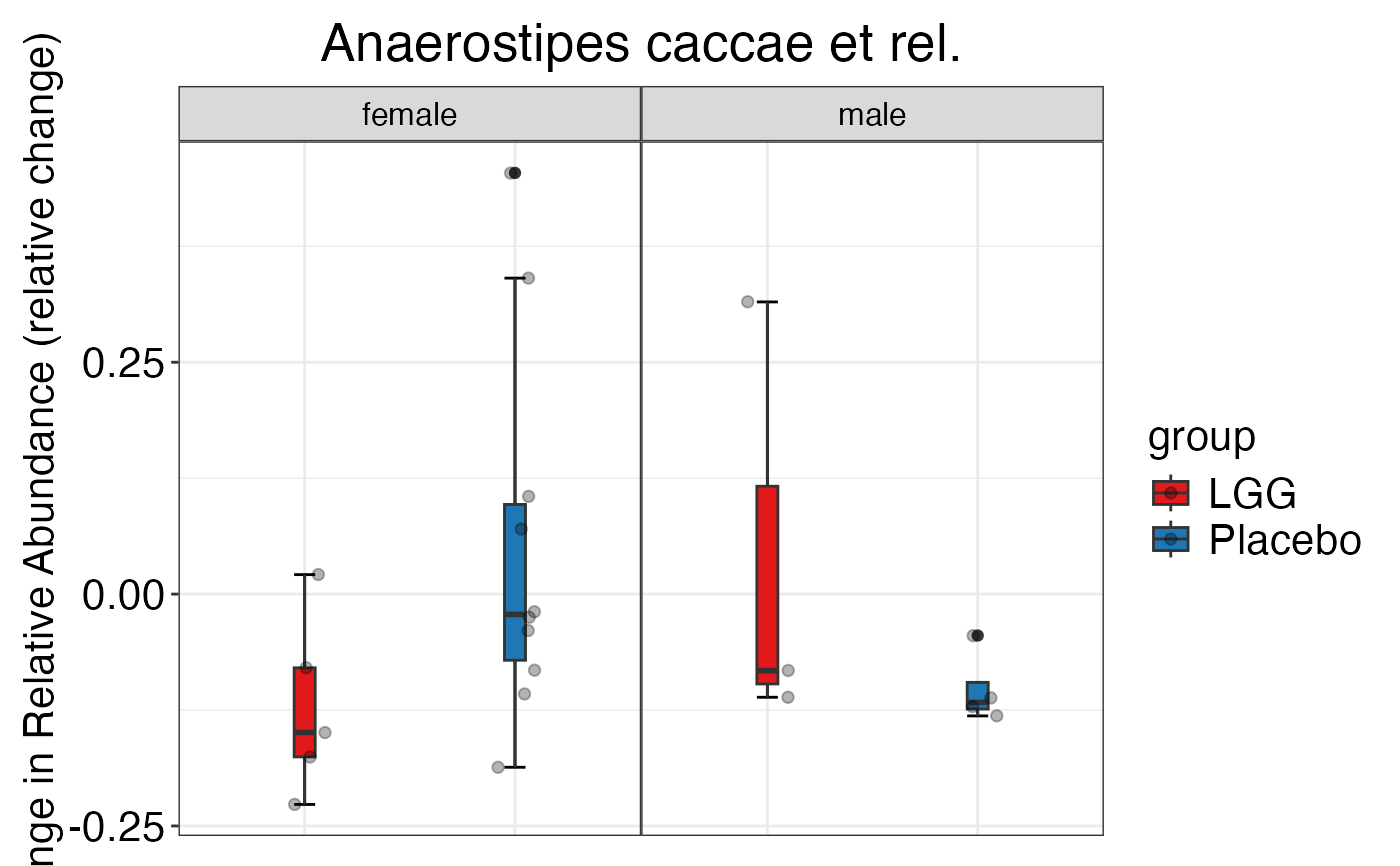 Anaerostipes caccae et rel.
female
male
nge in Relative Abundance (relative change)
0.25
0.00
-0.25
group
LGG
Placebo